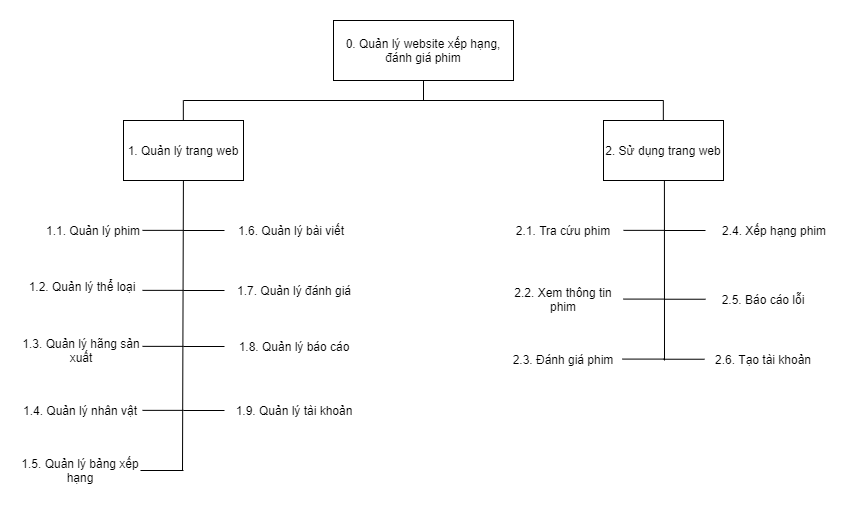 0. Quản lý website xếp hạng,
đánh giá phim
1. Quản lý trang web
2. Sử dụng trang web
1.1. Quản lý phim
1.6. Quản lý bài viết
2.1. Tra cứu phim
2.4. Xếp hạng phim
1.2. Quản lý thể loại
1.7. Quản lý đánh giá
2.2. Xem thông tin
phim
2.5. Báo cáo lỗi
1.3. Quản lý hãng sản
xuất
1.8. Quản lý báo cáo
2.3. Đánh giá phim
2.6. Tạo tài khoản
1.4. Quản lý nhân vật
1.9. Quản lý tài khoản
1.5. Quản lý bảng xếp
hạng